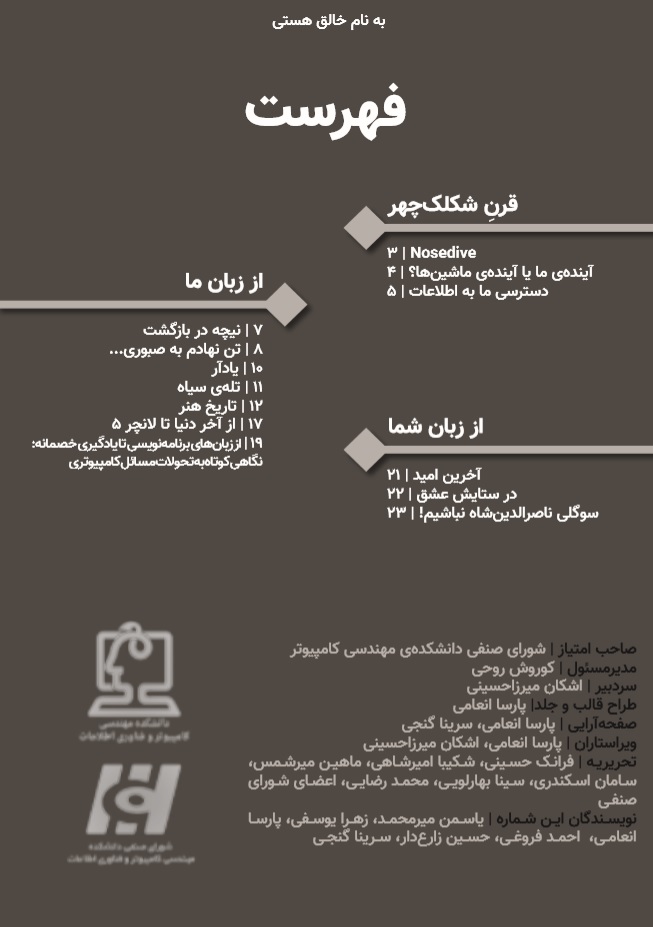 به نام خالق هستی
فهرست
قرنِ شکلک‌چهر
۳ | Nosedive
آینده‌ی ما یا آینده‌ی ماشین‌ها؟ | ۴
دسترسی ما به اطلاعات | ۵
از زبان ما
۷ | نیچه در بازگشت
۸ | تن نهادم به صبوری...
۱۰ | یادآر
۱۱ | تله‌ی سیاه
۱۲ | تاریخ هنر
۱۷ | از آخر دنیا تا لانچر ۵
۱۹ | از زبان‌های برنامه‌نویسی تا یادگیری خصمانه:
نگاهی کوتاه به تحولات مسائل کامپیوتری
از زبان شما
آخرین امید | ۲۱
در ستایش عشق | ۲۲
سوگلی ناصرالدین‌شاه نباشیم! | ۲۳
صاحب امتیاز | شورای صنفی دانشکده‌ی مهندسی کامپیوتر
مدیرمسئول | کوروش روحی
سردبیر | اشکان میرزاحسینی
طراح قالب و جلد| پارسا انعامی
صفحه‌آرایی | پارسا انعامی، سرینا گنجی
ویراستاران | پارسا انعامی، اشکان میرزاحسینی
تحریریه | فرانک حسینی، شکیبا امیرشاهی، ماهین میرشمس،
سامان اسکندری، سینا بهارلویی، محمد رضایی، اعضای شورای
صنفی
نویسندگان این شماره | یاسمن میرمحمد، زهرا یوسفی، پارسا
انعامی، احمد فروغی، حسین زارع‌دار، سرینا گنجی
دانشکده مهندسی
کامپیوتر و فناوری اطلاعات
شورای صنفی دانشکده
مهندسی کامپیوتر و فناوری اطلاعات